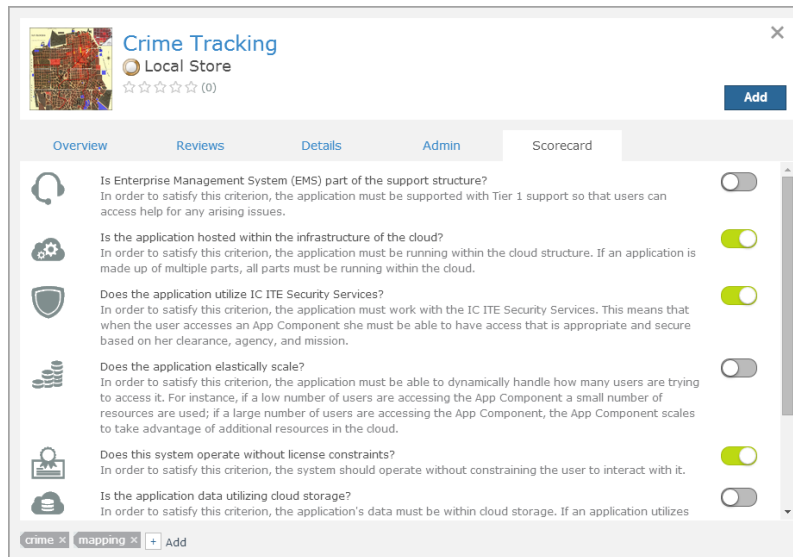 Crime Tracking
Local Store
(0)
Add
Overview Reviews Details Admin Scorecard
Is Enterprise Management System (EMS) part of the support structure?
In order to satisfy this criterion, the application must be supported with Tier 1 support so that users can
access help for any arising issues.
Is the application hosted within the infrastructure of the cloud?
In order to satisfy this criterion, the application must be running within the cloud structure. If an application is
made up of multiple parts, all parts must be running within the cloud.
Does the application utilize IC ITE Security Services?
In order to satisfy this criterion, the application must work with the IC ITE Security Services. This means that
when the user accesses an App Component she must be able to have access that is appropriate and secure
based on her clearance, agency, and mission.
Does the application elastically scale?
In order to satisfy this criterion, the application must be able to dynamically handle how many users are trying
to access it. For instance, if a low number of users are accessing the App Component a small number of
resources are used; if a large number of users are accessing the App Component, the App Component scales
to take advantage of additional resources in the cloud.
Does this system operate without license constraints?
In order to satisfy this criterion, the system should operate without constraining the user to interact with it.
Is the application data utilizing cloud storage?
In order to satisfy this criterion, the application's data must be within cloud storage. If an application utilizes
crime × mapping × + Add